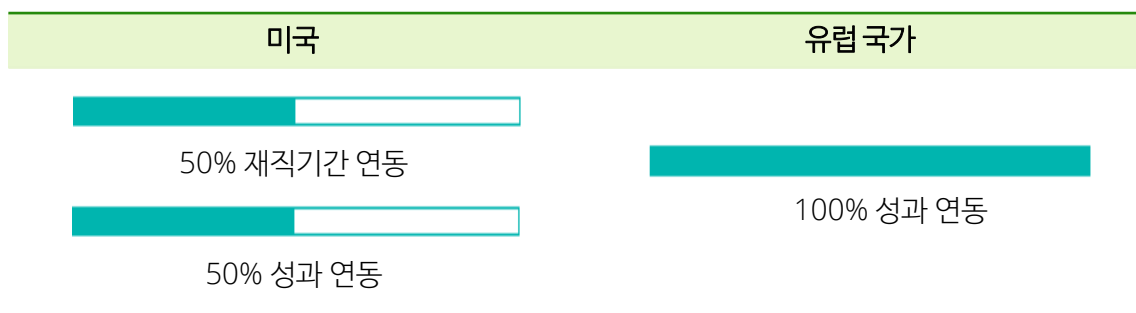 미국
유럽 국가
50% 재직기간 연동
100% 성과 연동
50% 성과 연동